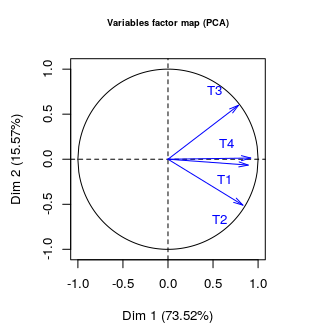 Variables factor map (PCA)
Dim 2 (15.57%)
1.0
0.5
0.0
-0.5
-1.0
T3
T4
T1
T2
-1.0 -0.5 0.0 0.5 1.0
Dim 1 (73.52%)